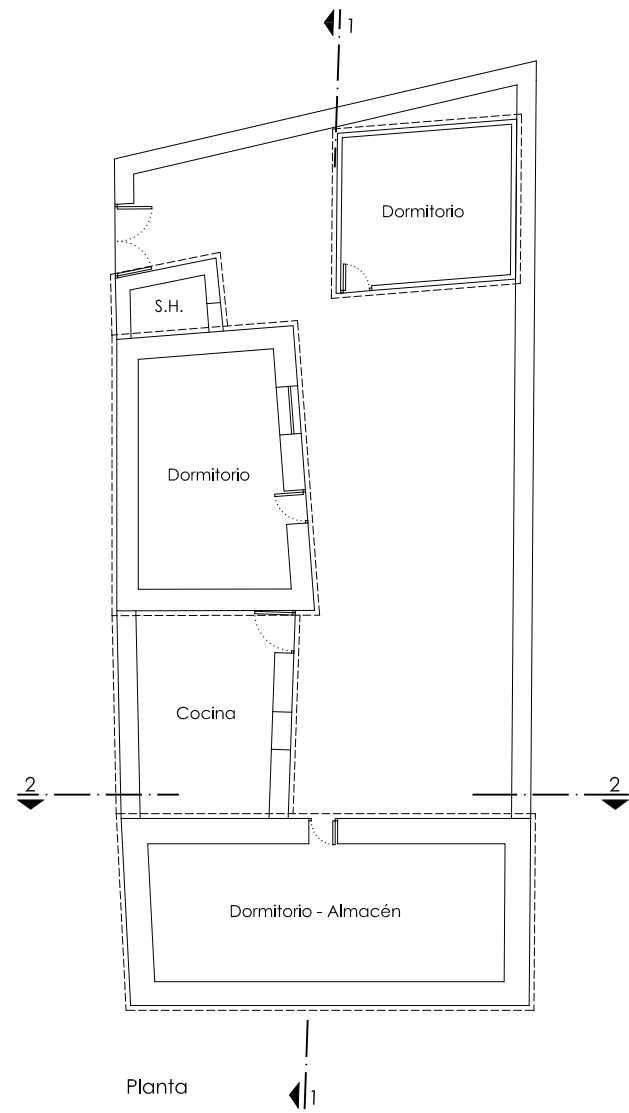 1
Dormitorio
S.H.
Dormitorio
Cocina
2
2
Dormitorio - Almacén
Planta
1